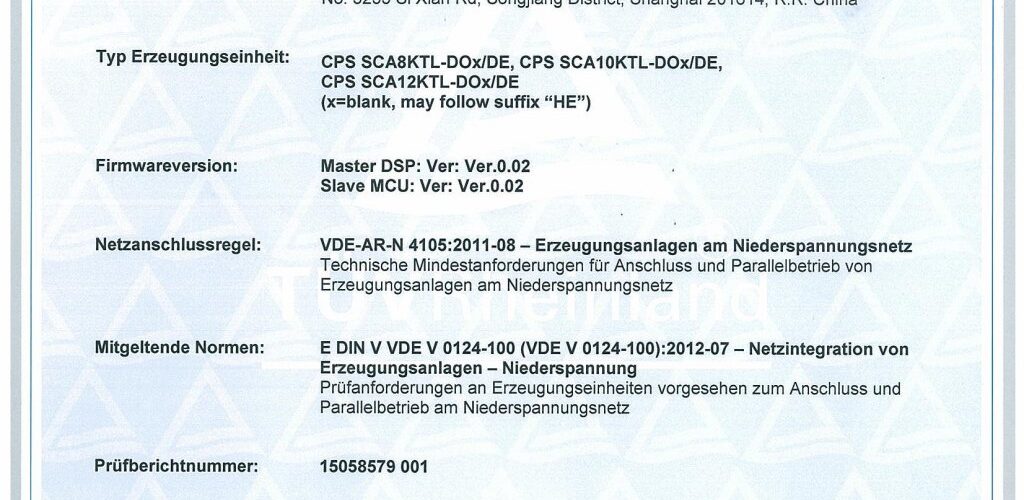 No. 5255 Si Xian Rd, Songjiang District, Shanghai 201614, R.R. China
Typ Erzeugungseinheit:
CPS SCA8KTL-DOx/DE, CPS SCA10KTL-DOx/DE,
CPS SCA12KTL-DOx/DE
(x=blank, may follow suffix “HE”)
Firmwareversion:
Master DSP: Ver: Ver.0.02
Slave MCU: Ver: Ver.0.02
Netzanschlussregel:
VDE-AR-N 4105:2011-08 – Erzeugungsanlagen am Niederspannungsnetz
Technische Mindestanforderungen für Anschluss und Parallelbetrieb von
Erzeugungsanlagen am Niederspannungsnetz
TÜVRheinland
Mitgeltende Normen:
E DIN V VDE V 0124-100 (VDE V 0124-100):2012-07 – Netzintegration von
Erzeugungsanlagen – Niederspannung
Prüfanforderungen an Erzeugungseinheiten vorgesehen zum Anschluss und
Parallelbetrieb am Niederspannungsnetz
Prüfberichtnummer:
15058579 001